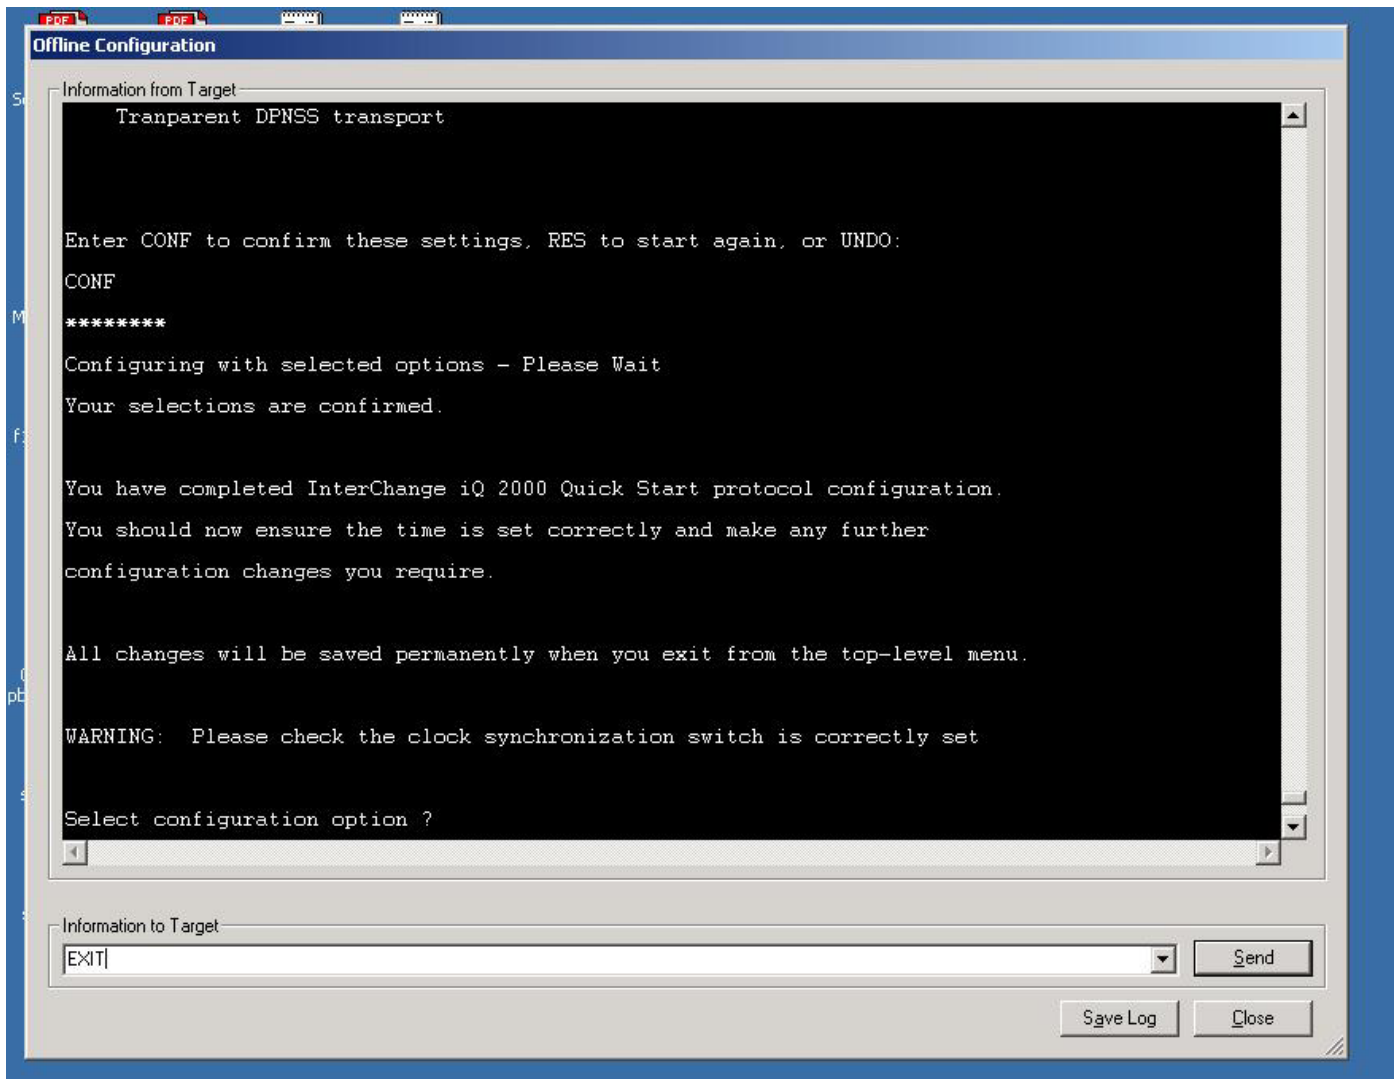 PDF PDF
Offline Configuration
Information from Target
Tranparent DPNSS transport
Enter CONF to confirm these settings, RES to start again, or UNDO:
CONF
********
Configuring with selected options - Please Wait
Your selections are confirmed.
You have completed InterChange iQ 2000 Quick Start protocol configuration.
You should now ensure the time is set correctly and make any further
configuration changes you require.
All changes will be saved permanently when you exit from the top-level menu.
WARNING:  Please check the clock synchronization switch is correctly set
Select configuration option ?
Information to Target
EXIT
Send
Save Log
Close